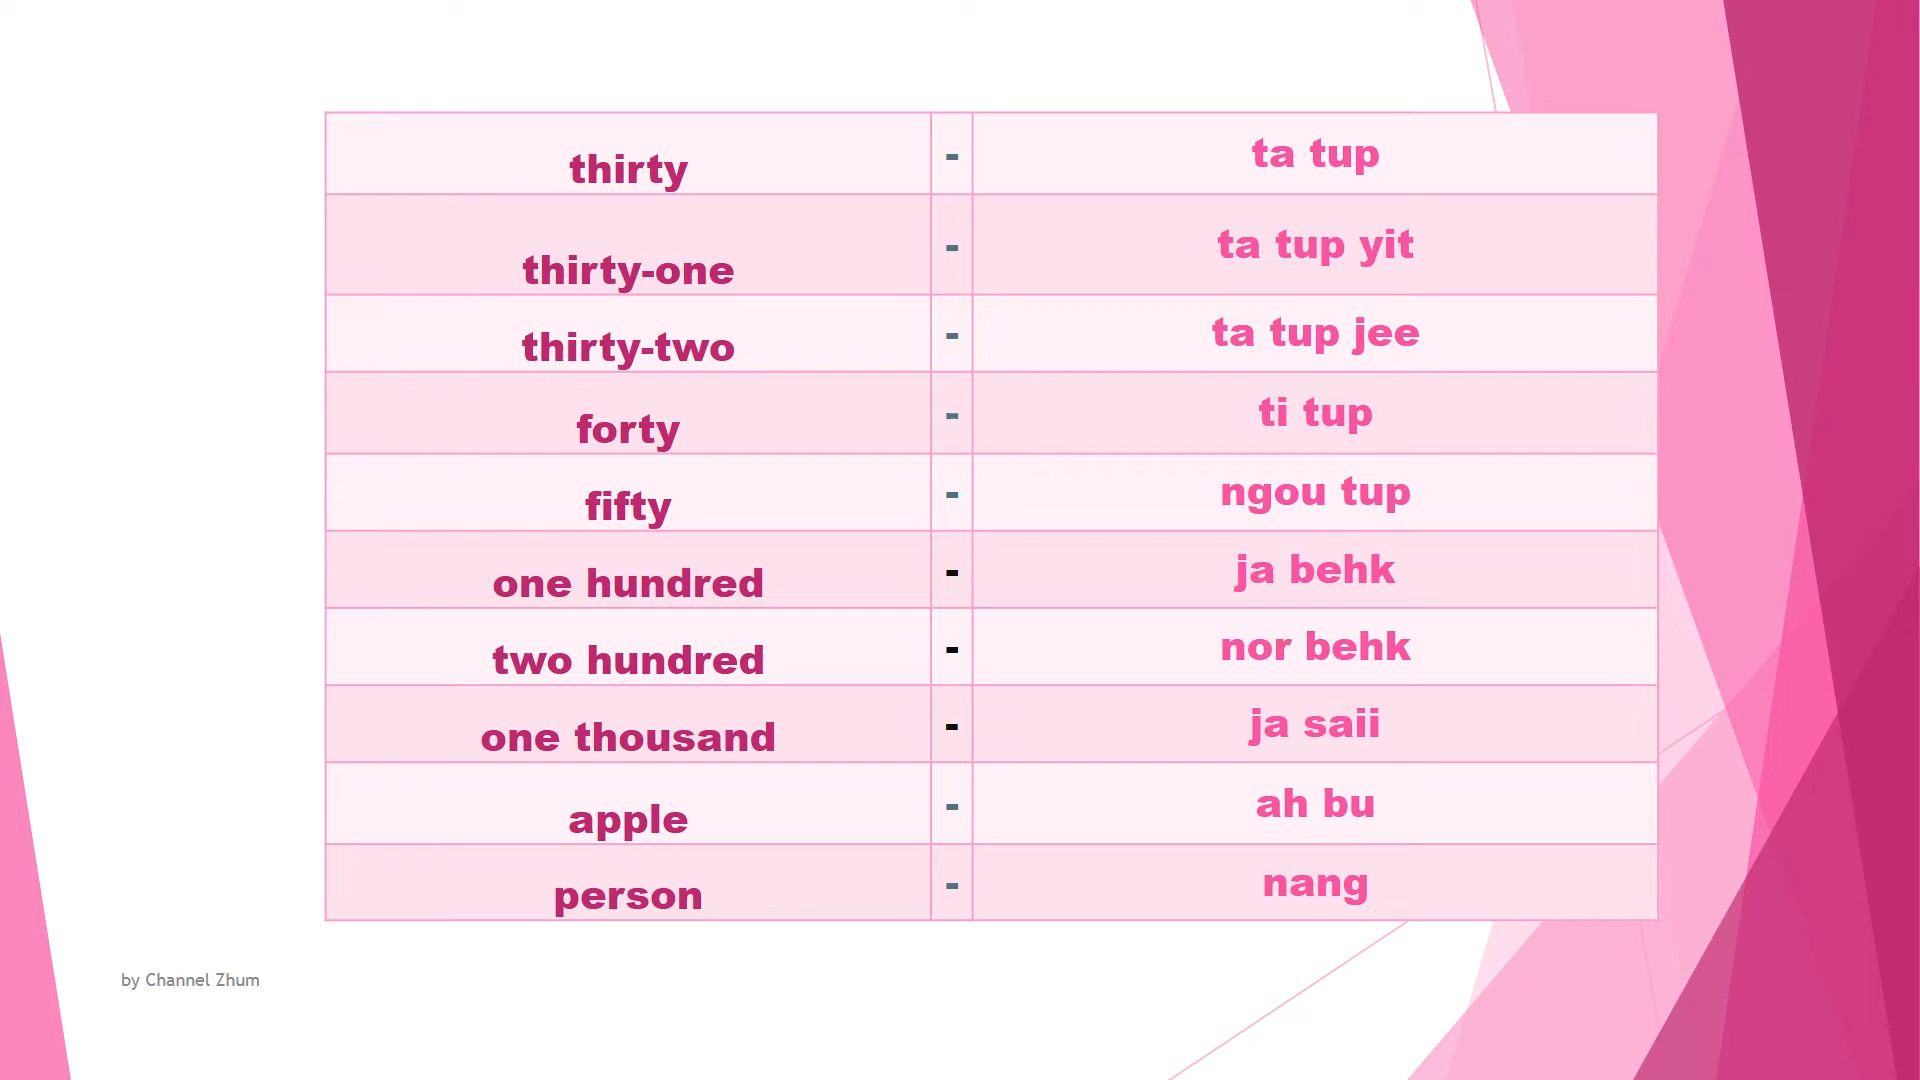 thirty - ta tup
thirty-one - ta tup yit
thirty-two - ta tup jee
forty - ti tup
fifty - ngou tup
one hundred - ja behk
two hundred - nor behk
one thousand - ja saii
apple - ah bu
person - nang
by Channel Zhum